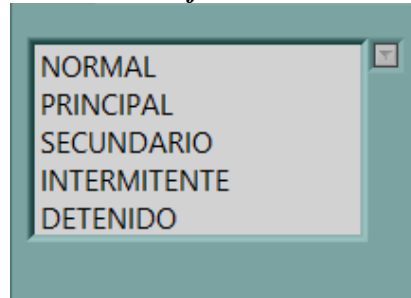 NORMAL
PRINCIPAL
SECUNDARIO
INTERMITENTE
DETENIDO